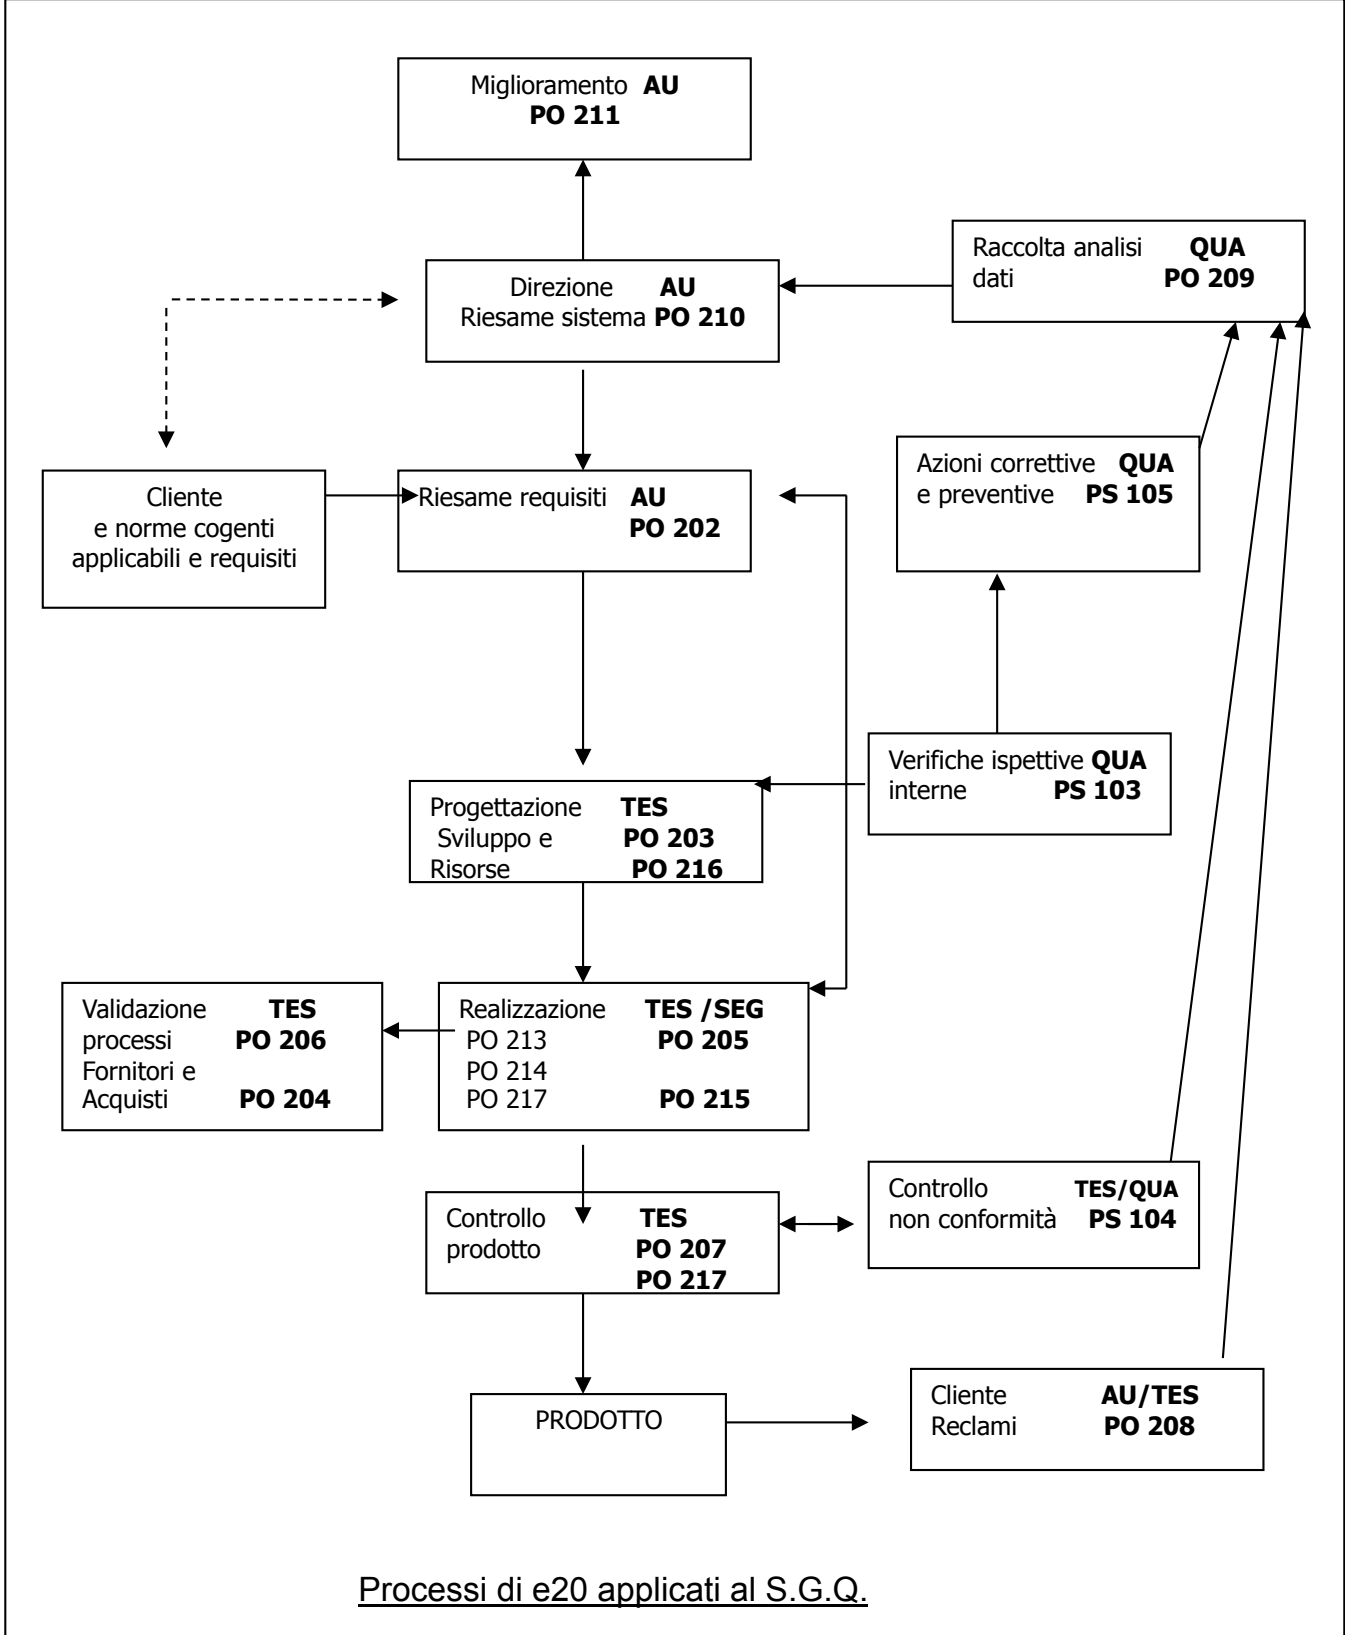 Miglioramento AU
PO 211
Raccolta analisi QUA
dati PO 209
Direzione AU
Riesame sistema PO 210
Azioni correttive QUA
e preventive PS 105
Cliente
e norme cogenti
applicabili e requisiti
Riesame requisiti AU
PO 202
Verifiche ispettive QUA
interne PS 103
Progettazione TES
Sviluppo e PO 203
Risorse PO 216
Validazione TES
processi PO 206
Fornitori e
Acquisti PO 204
Realizzazione TES /SEG
PO 213 PO 205
PO 214
PO 217 PO 215
Controllo TES/QUA
non conformità PS 104
Controllo TES
prodotto PO 207
PO 217
Cliente AU/TES
Reclami PO 208
PRODOTTO
Processi di e20 applicati al S.G.Q.